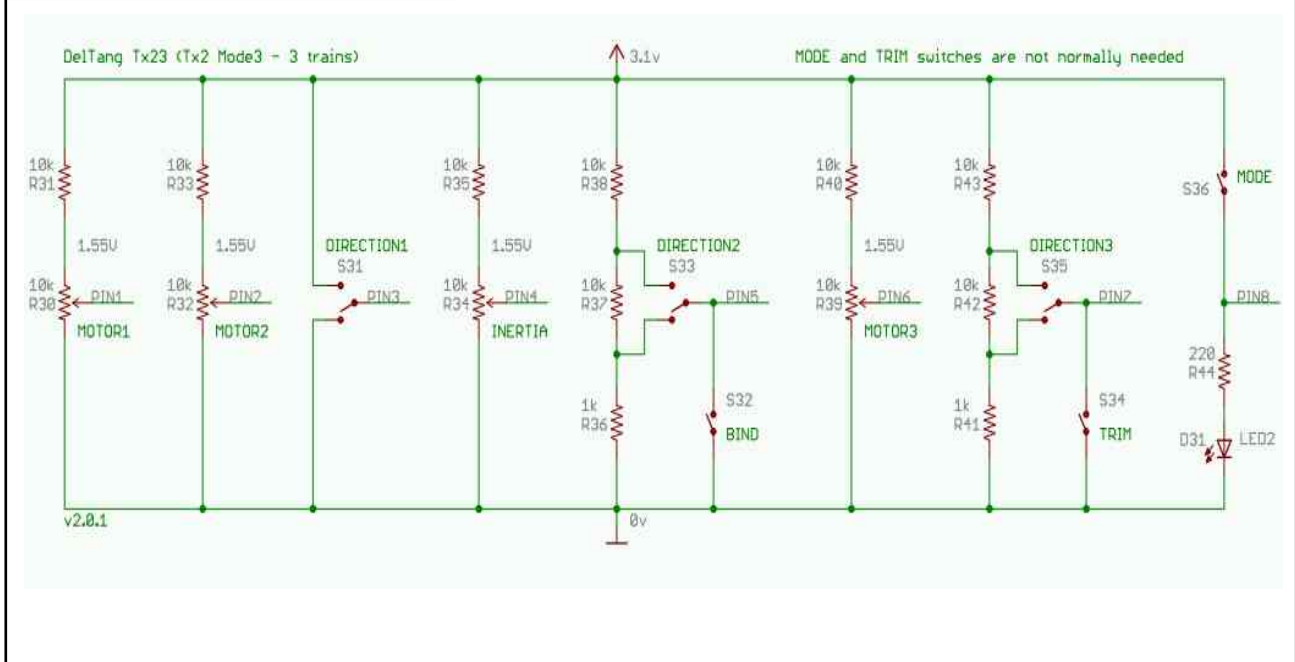 DelTang Tx23 (Tx2 Mode3 - 3 trains)
3.1v
MODE and TRIM switches are not normally needed
10k
R31
10k
R33
10k
R35
10k
R38
10k
R40
10k
R43
S36
MODE
1.55V
1.55V
DIRECTION1
S31
1.55V
DIRECTION2
S33
1.55V
DIRECTION3
S35
10k
R30
PIN1
MOTOR1
10k
R32
PIN2
MOTOR2
PIN3
10k
R34
PIN4
INERTIA
10k
R37
PIN5
10k
R39
PIN6
MOTOR3
10k
R42
PIN7
PIN8
220
R44
1k
R36
S32
BIND
1k
R41
S34
TRIM
D31
LED2
v2.0.1
0v